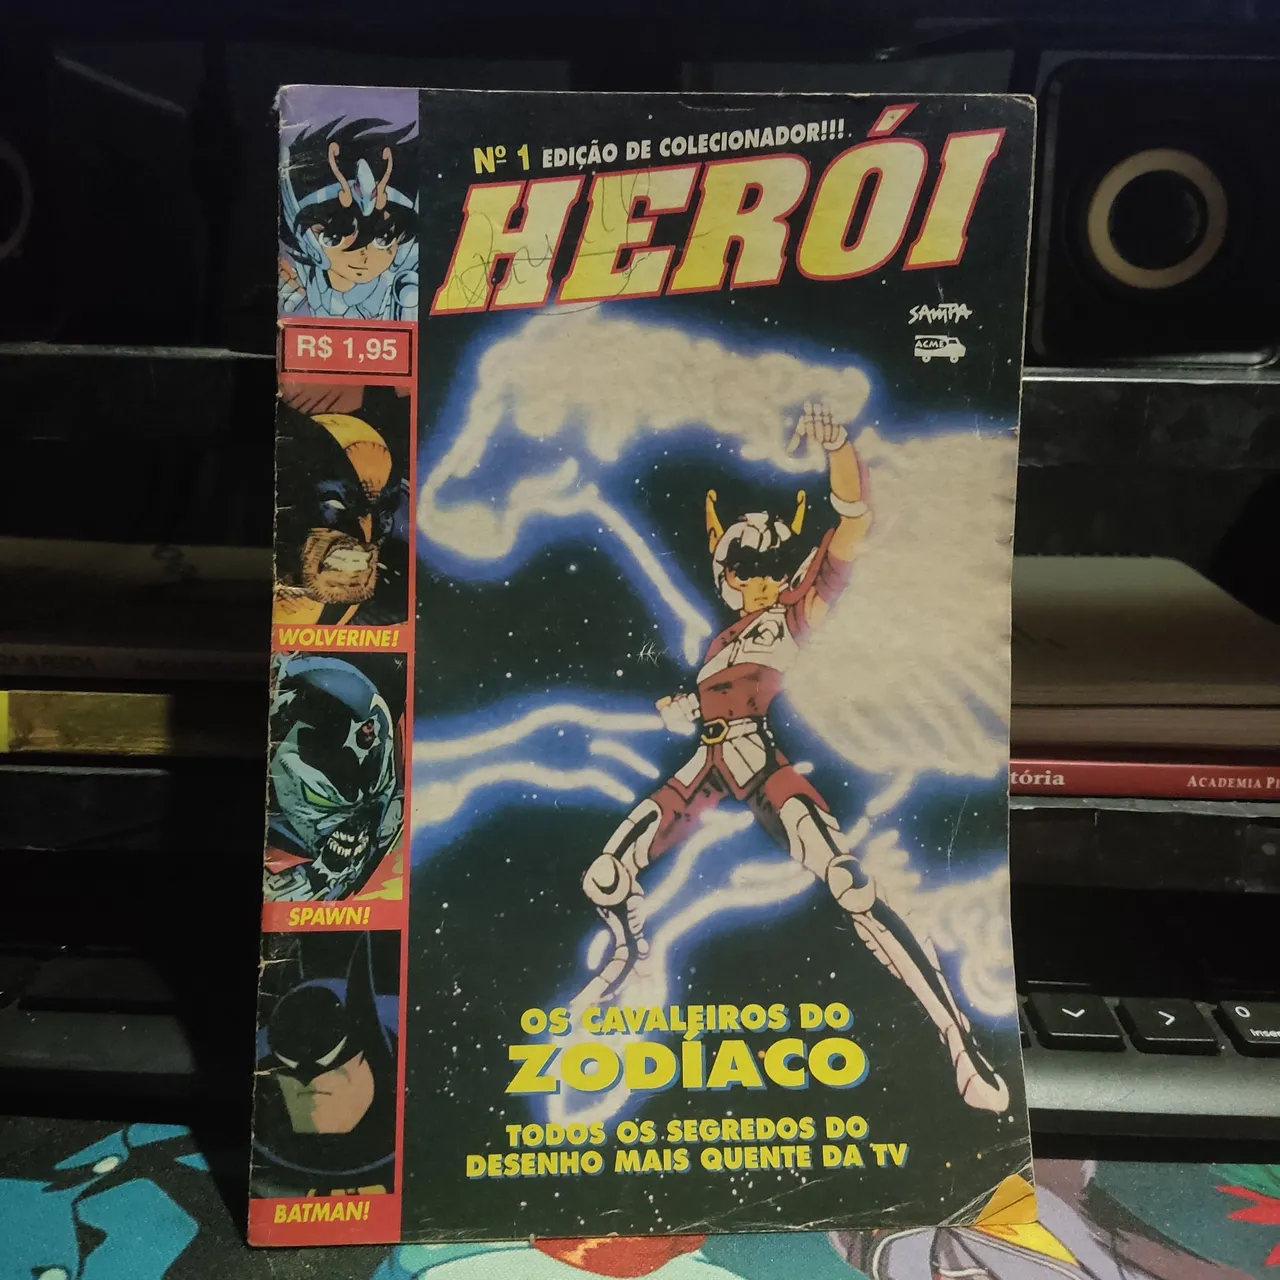 Nº 1 EDIÇÃO DE COLECIONADOR!!!
HERÓI
SAMPA
ACME
R$ 1,95
WOLVERINE!
SPAWN!
BATMAN!
OS CAVALEIROS DO
ZODÍACO
TODOS OS SEGREDOS DO
DESENHO MAIS QUENTE DA TV
tória
ACADEMIA
0